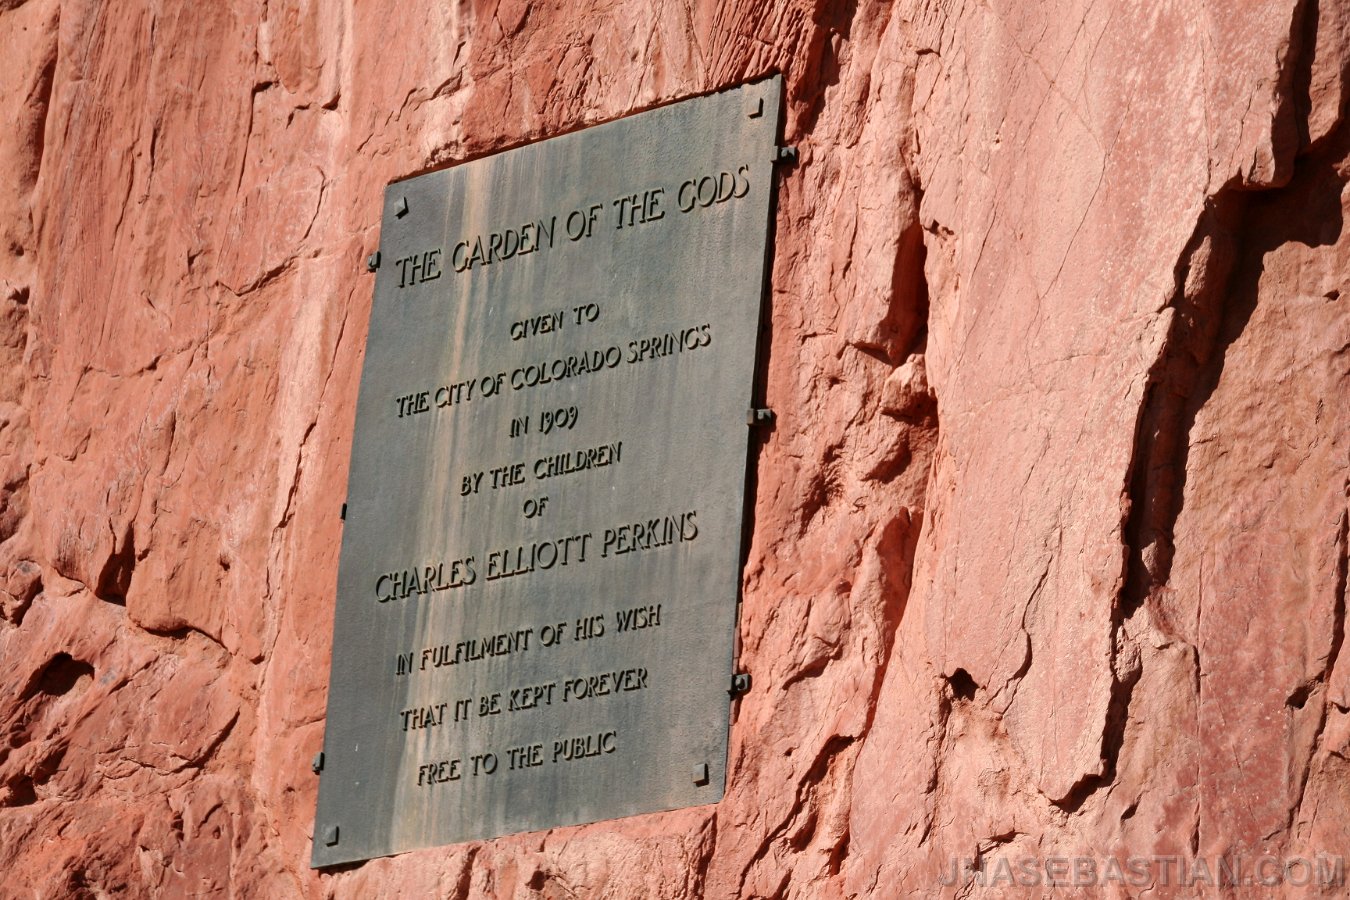 THE GARDEN OF THE GODS
GIVEN TO
THE CITY OF COLORADO SPRINGS
IN 1909
BY THE CHILDREN
OF
CHARLES ELLIOTT PERKINS
IN FULFILMENT OF HIS WISH
THAT IT BE KEPT FOREVER
FREE TO THE PUBLIC
JNASEBASTIAN.COM